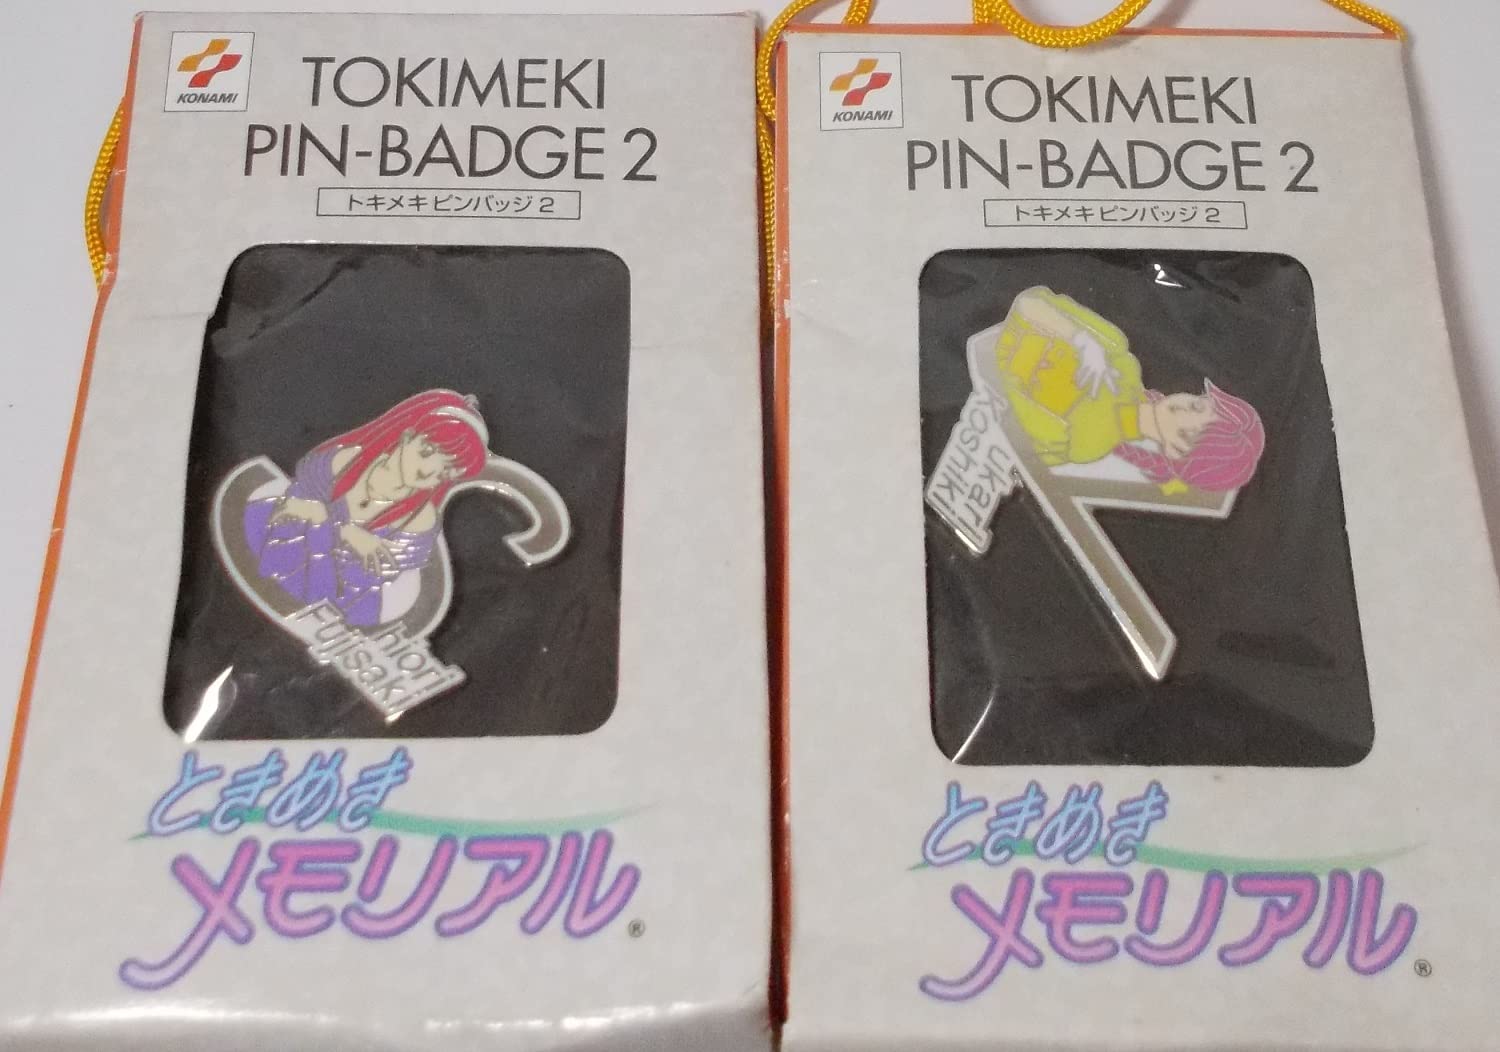 KONAMI
TOKIMEKI
PIN-BADGE 2
トキメキ ピンバッジ 2
hiori
Fujisaki
ときめき
メモリアル®
KONAMI
TOKIMEKI
PIN-BADGE 2
トキメキ ピンバッジ 2
ukari
Koshiki
ときめき
メモリアル®